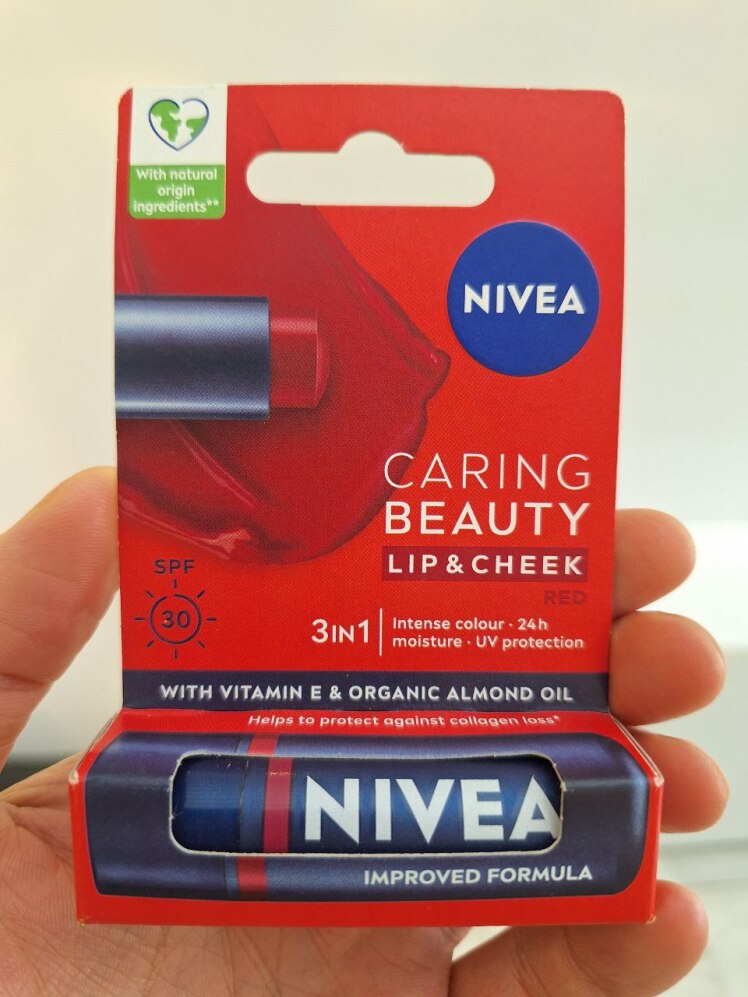 With natural
origin
ingredients**
NIVEA
CARING
BEAUTY
LIP & CHEEK
RED
SPF
30
3IN1
Intense colour · 24h
moisture · UV protection
WITH VITAMIN E & ORGANIC ALMOND OIL
Helps to protect against collagen loss*
NIVEA
IMPROVED FORMULA